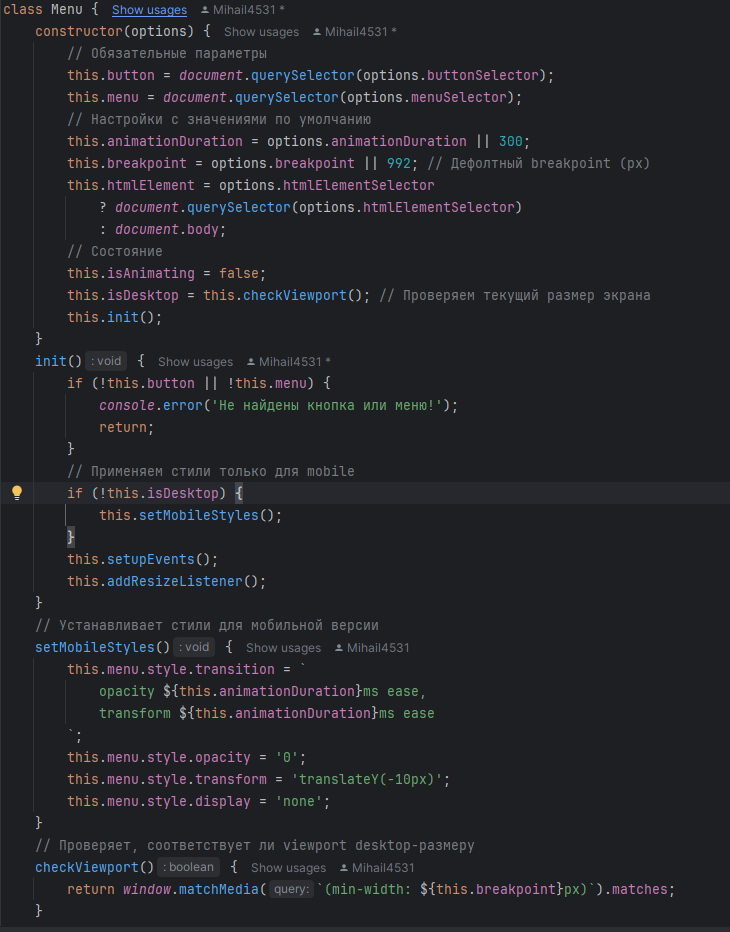 class Menu { Show usages Mihail4531 *
constructor(options) { Show usages Mihail4531 *
// Обязательные параметры
this.button = document.querySelector(options.buttonSelector);
this.menu = document.querySelector(options.menuSelector);
// Настройки с значениями по умолчанию
this.animationDuration = options.animationDuration || 300;
this.breakpoint = options.breakpoint || 992; // Дефолтный breakpoint (px)
this.htmlElement = options.htmlElementSelector
? document.querySelector(options.htmlElementSelector)
: document.body;
// Состояние
this.isAnimating = false;
this.isDesktop = this.checkViewport(); // Проверяем текущий размер экрана
this.init();
}
init() : void { Show usages Mihail4531 *
if (!this.button || !this.menu) {
console.error('Не найдены кнопка или меню!');
return;
}
// Применяем стили только для mobile
if (!this.isDesktop) {
this.setMobileStyles();
}
this.setupEvents();
this.addResizeListener();
}
// Устанавливает стили для мобильной версии
setMobileStyles() : void { Show usages Mihail4531
this.menu.style.transition = `
opacity ${this.animationDuration}ms ease,
transform ${this.animationDuration}ms ease
`;
this.menu.style.opacity = '0';
this.menu.style.transform = 'translateY(-10px)';
this.menu.style.display = 'none';
}
// Проверяет, соответствует ли viewport desktop-размеру
checkViewport() : boolean { Show usages Mihail4531
return window.matchMedia( query: `(min-width: ${this.breakpoint}px)`).matches;
}